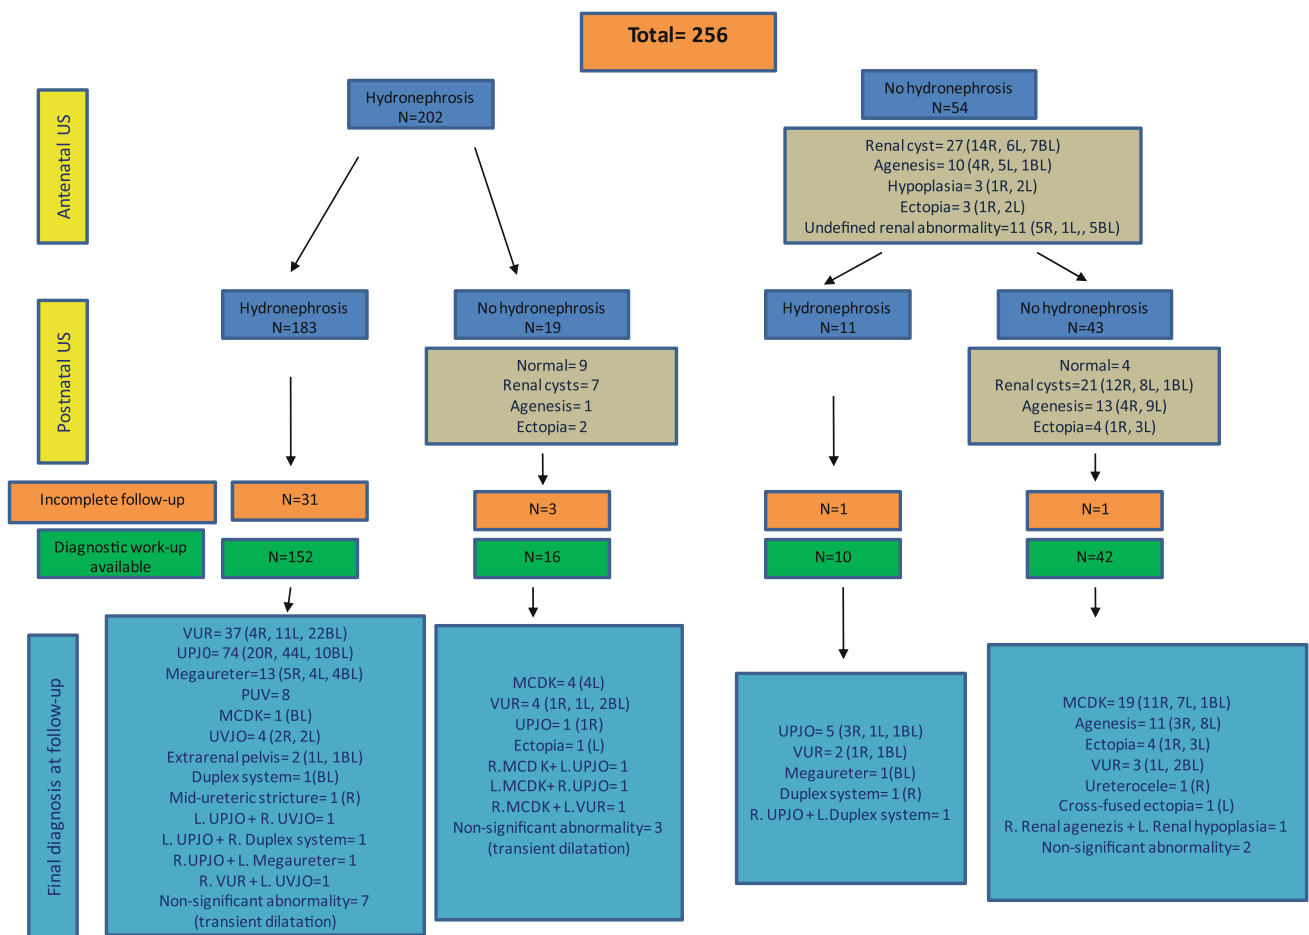 Total= 256
Antenatal US
Hydronephrosis
N=202
No hydronephrosis
N=54
Renal cyst= 27 (14R, 6L, 7BL)
Agenesis= 10 (4R, 5L, 1BL)
Hypoplasia= 3 (1R, 2L)
Ectopia= 3 (1R, 2L)
Undefined renal abnormality=11 (5R, 1L,, 5BL)
Postnatal US
Hydronephrosis
N=183
No hydronephrosis
N=19
Normal= 9
Renal cysts= 7
Agenesis= 1
Ectopia= 2
Hydronephrosis
N=11
No hydronephrosis
N=43
Normal= 4
Renal cysts=21 (12R, 8L, 1BL)
Agenesis= 13 (4R, 9L)
Ectopia=4 (1R, 3L)
Incomplete follow-up
N=31
N=3
N=1
N=1
Diagnostic work-up
available
N=152
N=16
N=10
N=42
Final diagnosis at follow-up
VUR= 37 (4R, 11L, 22BL)
UPJ0= 74 (20R, 44L, 10BL)
Megaureter=13 (5R, 4L, 4BL)
PUV= 8
MCDK= 1 (BL)
UVJO= 4 (2R, 2L)
Extrarenal pelvis= 2 (1L, 1BL)
Duplex system= 1(BL)
Mid-ureteric stricture= 1 (R)
L. UPJO + R. UVJO= 1
L. UPJO + R. Duplex system= 1
R.UPJO + L. Megaureter= 1
R. VUR + L. UVJO=1
Non-significant abnormality= 7
(transient dilatation)
MCDK= 4 (4L)
VUR= 4 (1R, 1L, 2BL)
UPJO= 1 (1R)
Ectopia= 1 (L)
R.MCD K+ L.UPJO= 1
L.MCDK+ R.UPJO= 1
R.MCDK + L.VUR= 1
Non-significant abnormality= 3
(transient dilatation)
UPJO= 5 (3R, 1L, 1BL)
VUR= 2 (1R, 1BL)
Megaureter= 1(BL)
Duplex system= 1 (R)
R. UPJO + L.Duplex system= 1
MCDK= 19 (11R, 7L, 1BL)
Agenesis= 11 (3R, 8L)
Ectopia= 4 (1R, 3L)
VUR= 3 (1L, 2BL)
Ureterocele= 1 (R)
Cross-fused ectopia= 1 (L)
R. Renal agenezis + L. Renal hypoplasia= 1
Non-significant abnormality= 2